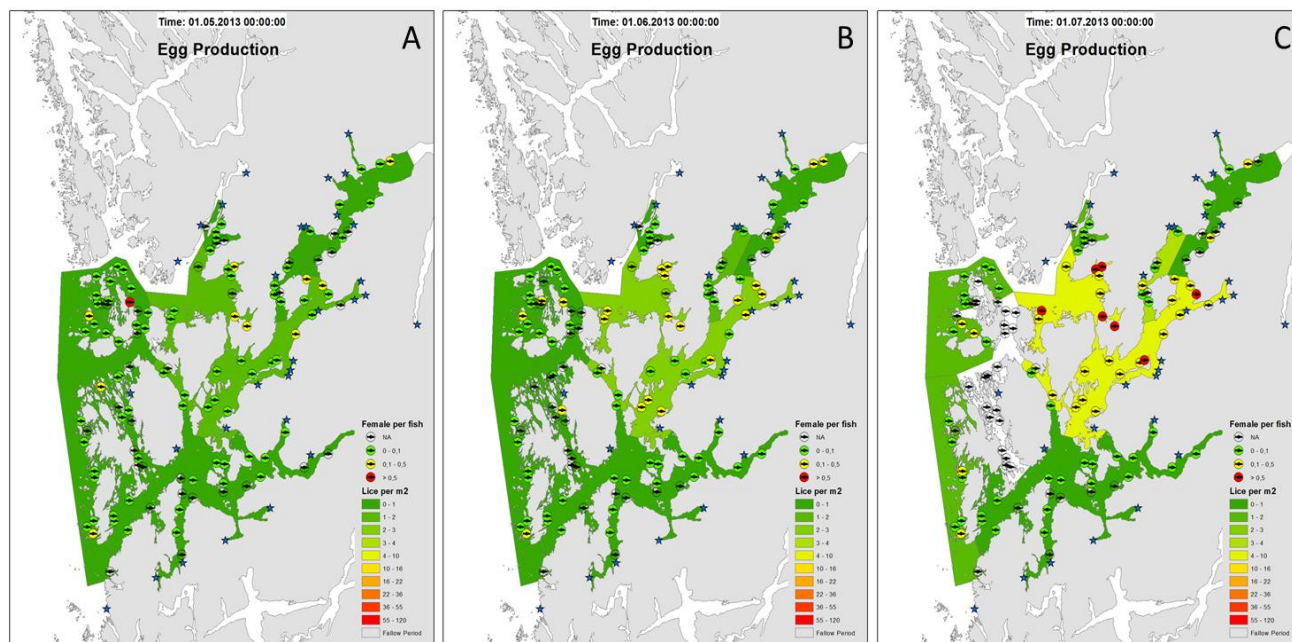 Time: 01.05.2013 00:00:00
Egg Production
A
Female per fish
NA
0 - 0,1
0,1 - 0,5
> 0,5
Lice per m2
0 - 1
1 - 2
2 - 3
3 - 4
4 - 10
10 - 16
16 - 22
22 - 36
36 - 55
55 - 120
Fallow Period
Time: 01.06.2013 00:00:00
Egg Production
B
Female per fish
NA
0 - 0,1
0,1 - 0,5
> 0,5
Lice per m2
0 - 1
1 - 2
2 - 3
3 - 4
4 - 10
10 - 16
16 - 22
22 - 36
36 - 55
55 - 120
Fallow Period
Time: 01.07.2013 00:00:00
Egg Production
C
Female per fish
NA
0 - 0,1
0,1 - 0,5
> 0,5
Lice per m2
0 - 1
1 - 2
2 - 3
3 - 4
4 - 10
10 - 16
16 - 22
22 - 36
36 - 55
55 - 120
Fallow Period